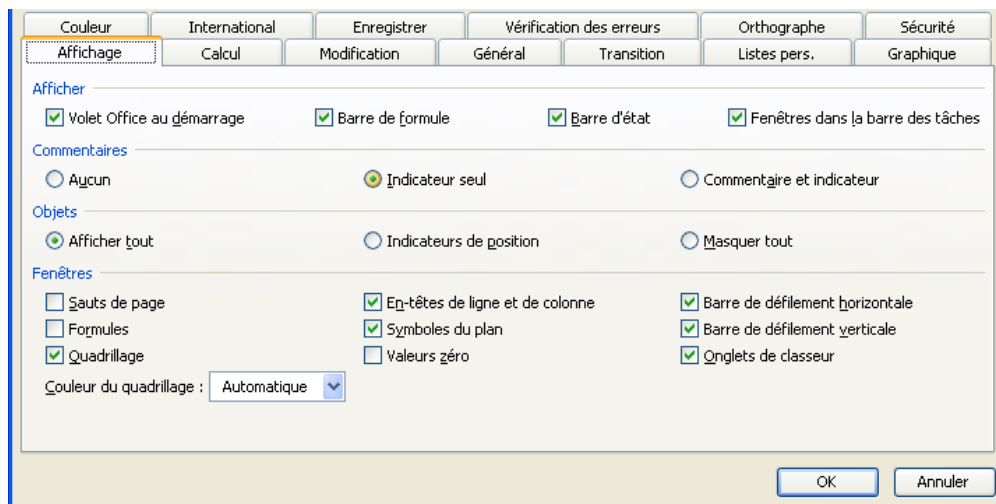 Couleur International Enregistrer Vérification des erreurs Orthographe Sécurité
Affichage Calcul Modification Général Transition Listes pers. Graphique
Afficher
Volet Office au démarrage Barre de formule Barre d'état Fenêtres dans la barre des tâches
Commentaires
Aucun Indicateur seul Commentaire et indicateur
Objets
Afficher tout Indicateurs de position Masquer tout
Fenêtres
Sauts de page En-têtes de ligne et de colonne Barre de défilement horizontale
Formules Symboles du plan Barre de défilement verticale
Quadrillage Valeurs zéro Onglets de classeur
Couleur du quadrillage : Automatique
OK Annuler